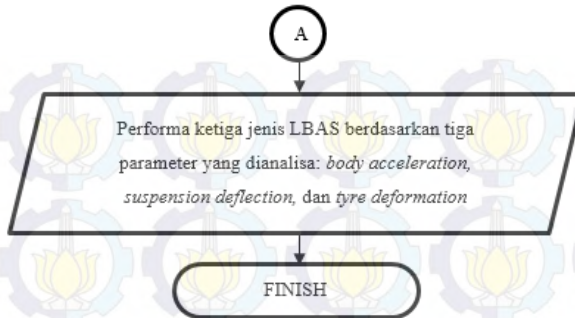 A
Performa ketiga jenis LBAS berdasarkan tiga
parameter yang dianalisa: body acceleration,
suspension deflection, dan tyre deformation
FINISH